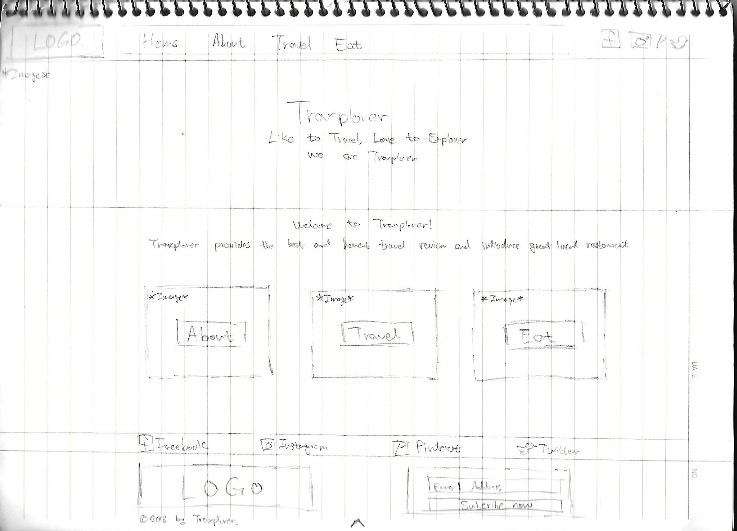 LOGO Home About Travel Eat
*Image*
Travplorer
Like to Travel, Love to Explorer
We are Travplorer
Welcome to Travplorer!
Travplorer provides the best and honest travel review and introduce great local restaurant
*Image* *Image* *Image*
About Travel Eat
Facebook Instagram Pinterest Twitter
LOGO
Email Address
Subscribe now
by Travplorer.